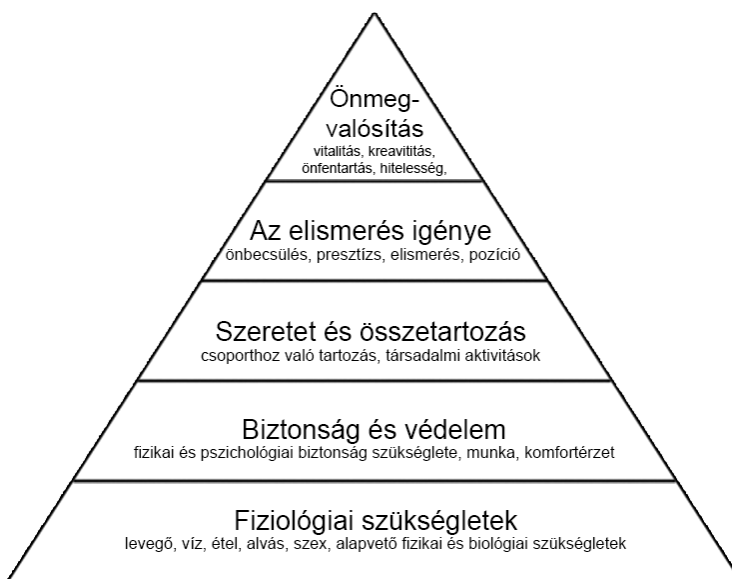 Önmeg-
valósítás
vitalitás, kreavititás,
önfentartás, hitelesség,
Az elismerés igénye
önbecsülés, presztízs, elismerés, pozíció
Szeretet és összetartozás
csoporthoz való tartozás, társadalmi aktivitások
Biztonság és védelem
fizikai és pszichológiai biztonság szükséglete, munka, komfortérzet
Fiziológiai szükségletek
levegő, víz, étel, alvás, szex, alapvető fizikai és biológiai szükségletek